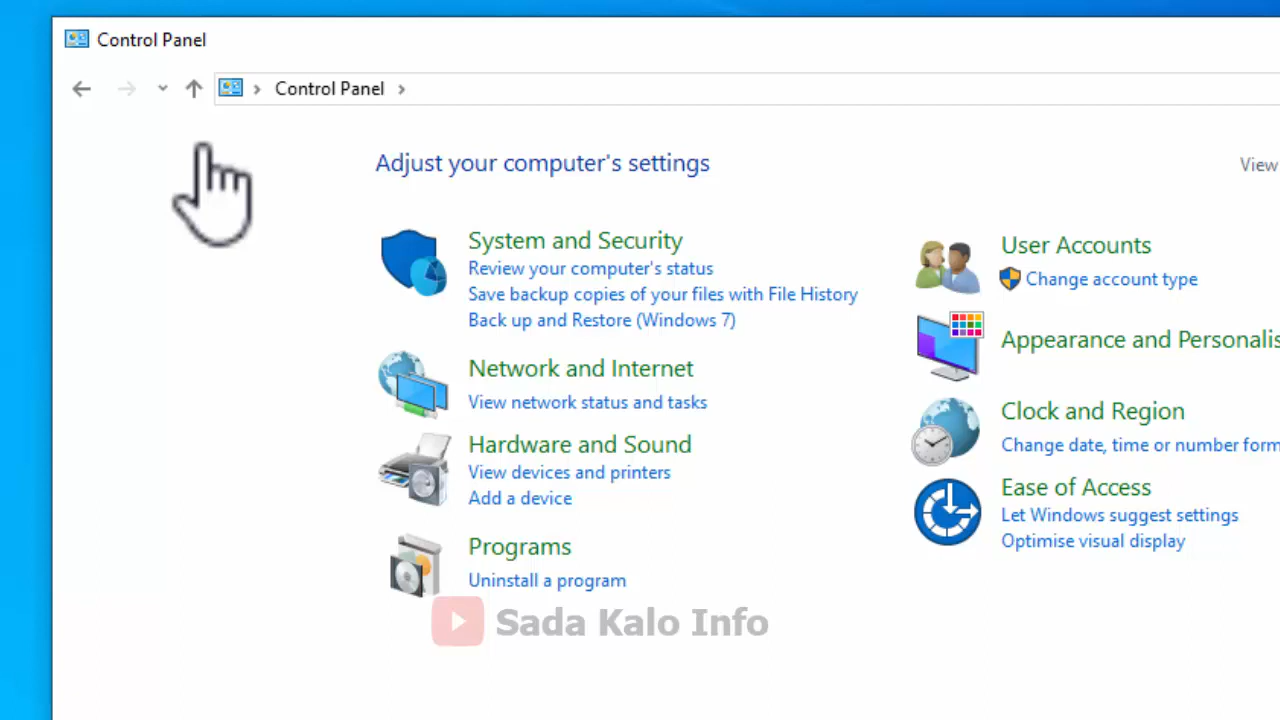 Control Panel
Control Panel
Adjust your computer's settings
View
System and Security
Review your computer's status
Save backup copies of your files with File History
Back up and Restore (Windows 7)
Network and Internet
View network status and tasks
Hardware and Sound
View devices and printers
Add a device
Programs
Uninstall a program
User Accounts
Change account type
Appearance and Personalis
Clock and Region
Change date, time or number form
Ease of Access
Let Windows suggest settings
Optimise visual display
Sada Kalo Info